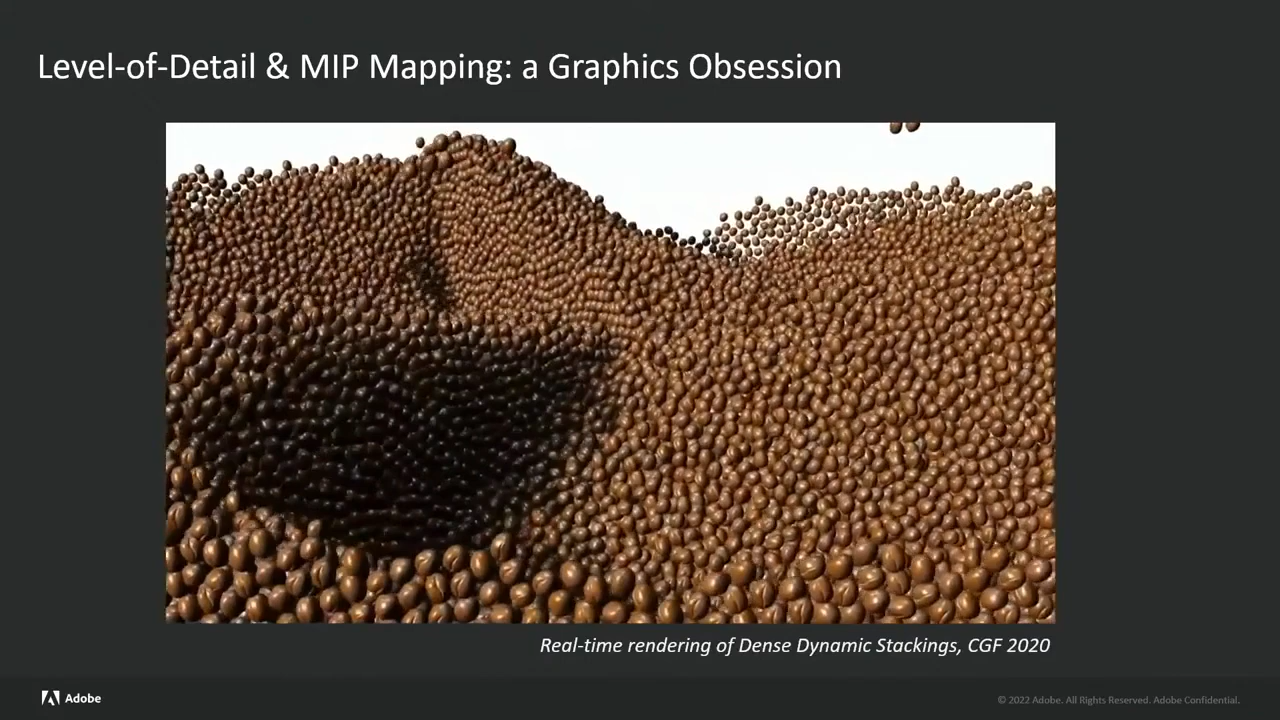 Level-of-Detail & MIP Mapping: a Graphics Obsession
Real-time rendering of Dense Dynamic Stackings, CGF 2020
Adobe
© 2022 Adobe. All Rights Reserved. Adobe Confidential.